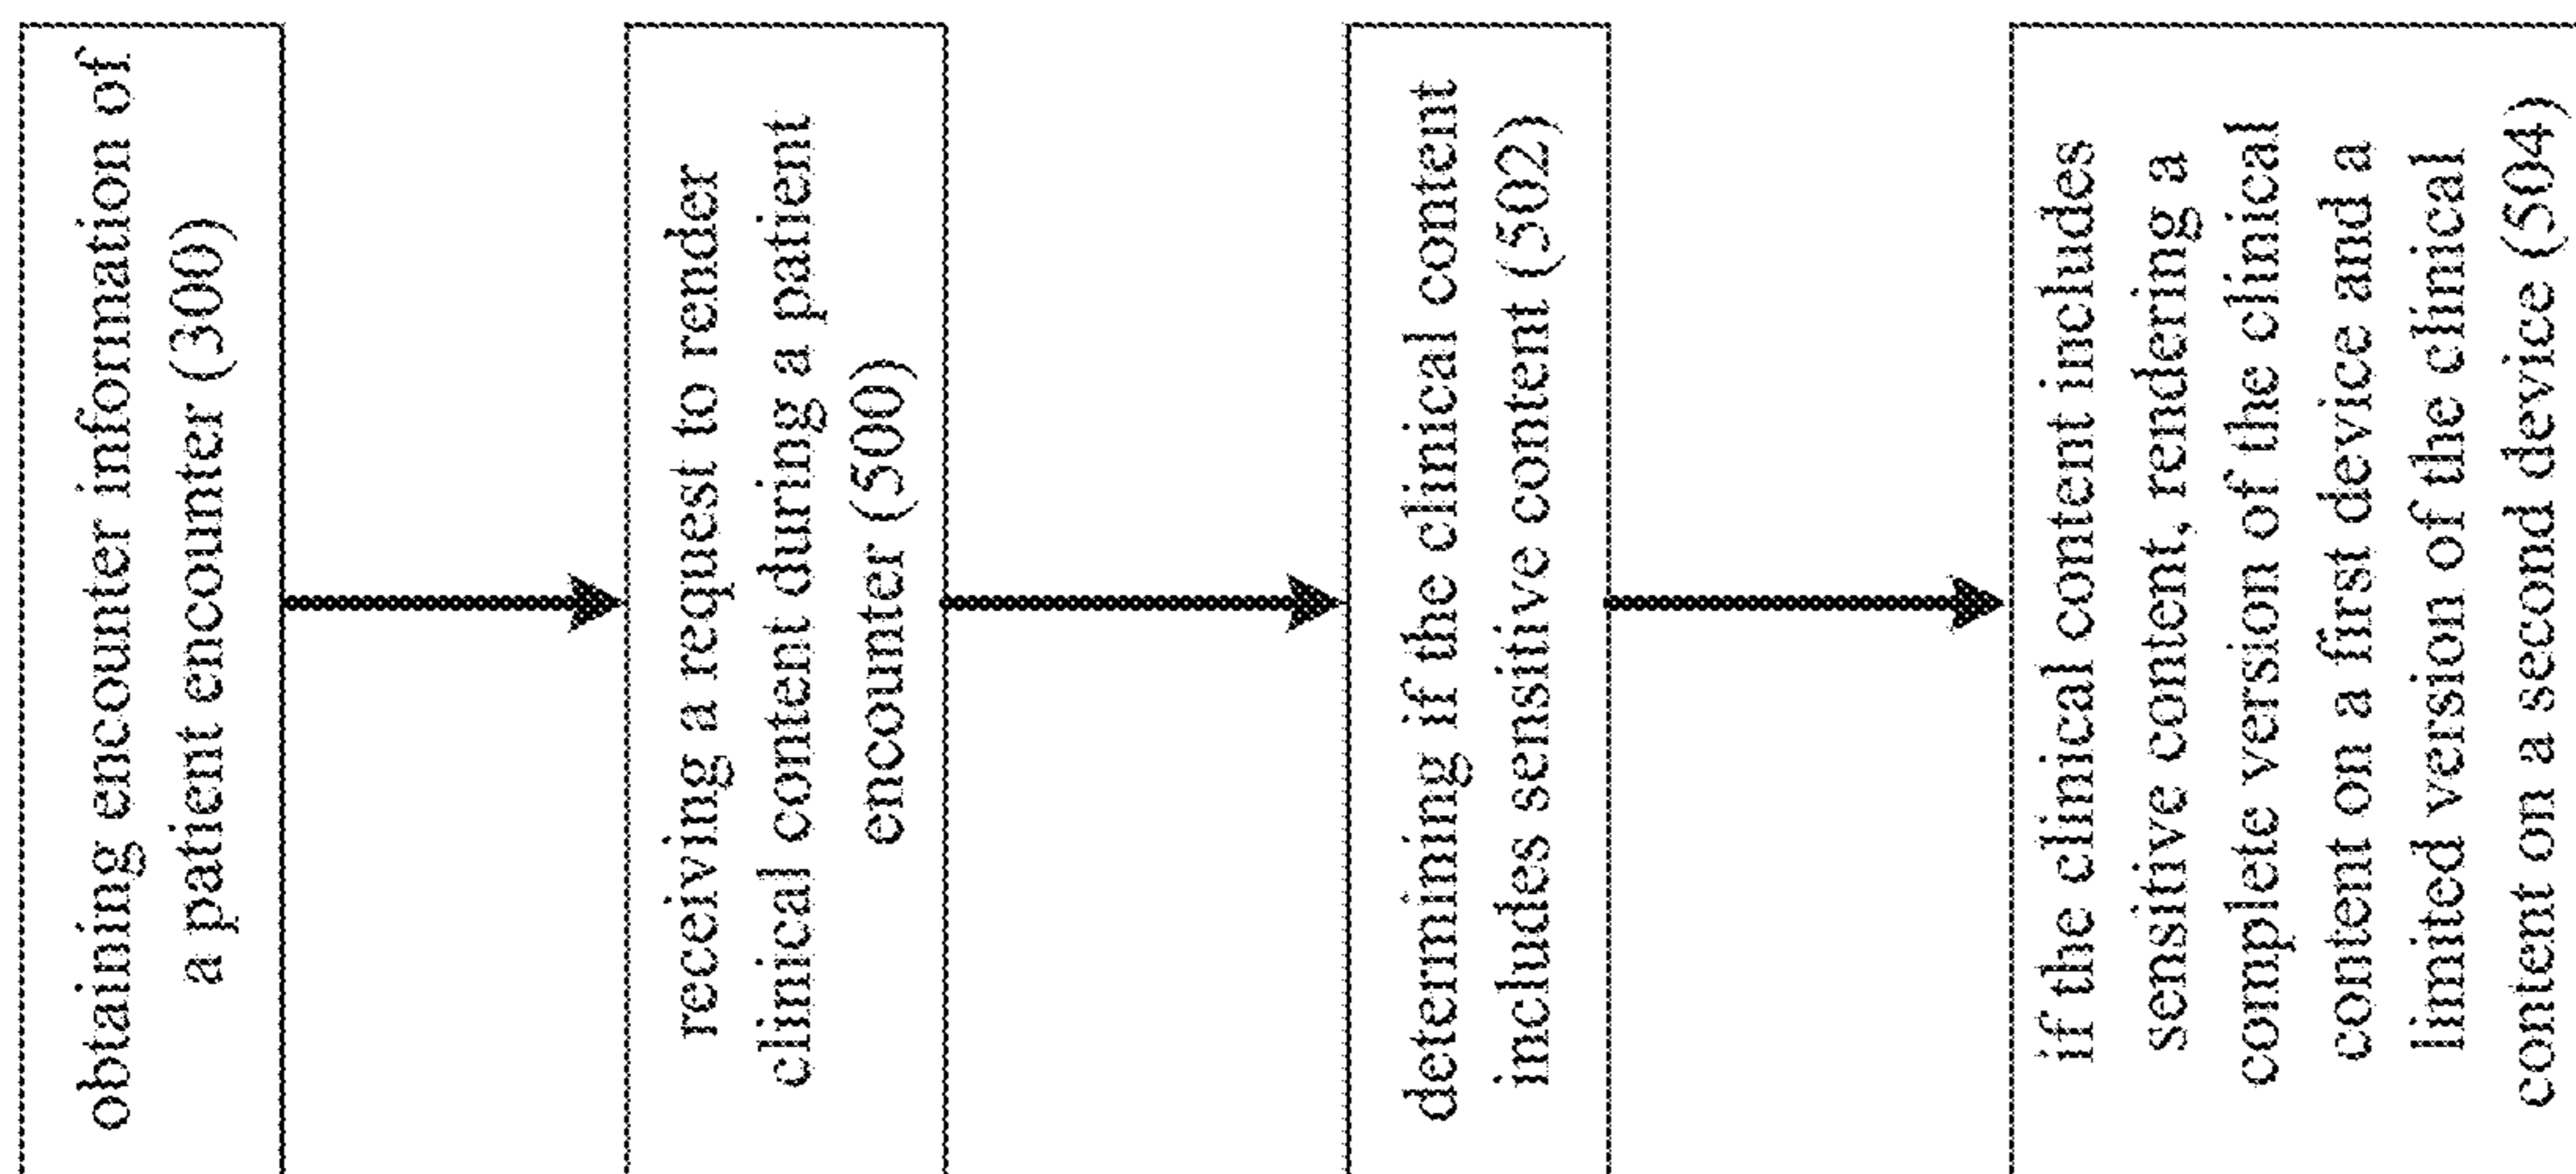 obtaining encounter information of
a patient encounter (300)
receiving a request to render
clinical content during a patient
encounter (500)
determining if the clinical content
includes sensitive content (502)
if the clinical content includes
sensitive content, rendering a
complete version of the clinical
content on a first device and a
limited version of the clinical
content on a second device (504)